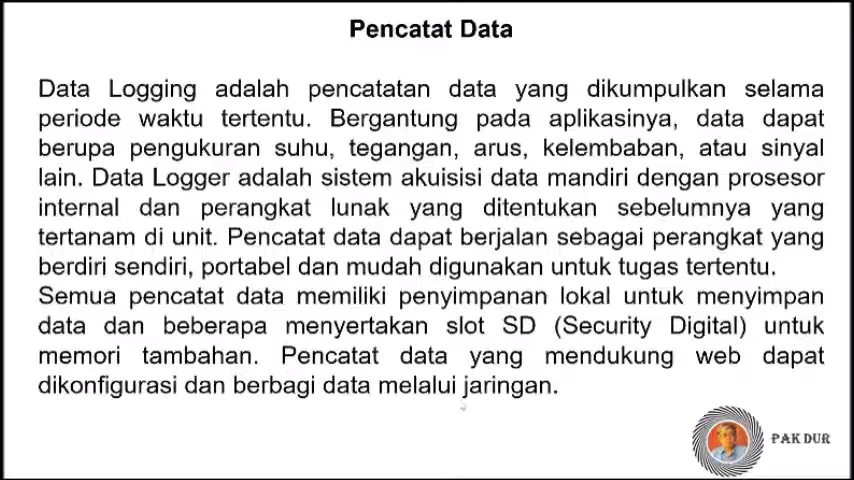 Pencatat Data
Data Logging adalah pencatatan data yang dikumpulkan selama
periode waktu tertentu. Bergantung pada aplikasinya, data dapat
berupa pengukuran suhu, tegangan, arus, kelembaban, atau sinyal
lain. Data Logger adalah sistem akuisisi data mandiri dengan prosesor
internal dan perangkat lunak yang ditentukan sebelumnya yang
tertanam di unit. Pencatat data dapat berjalan sebagai perangkat yang
berdiri sendiri, portabel dan mudah digunakan untuk tugas tertentu.
Semua pencatat data memiliki penyimpanan lokal untuk menyimpan
data dan beberapa menyertakan slot SD (Security Digital) untuk
memori tambahan. Pencatat data yang mendukung web dapat
dikonfigurasi dan berbagi data melalui jaringan.
PAK DUR